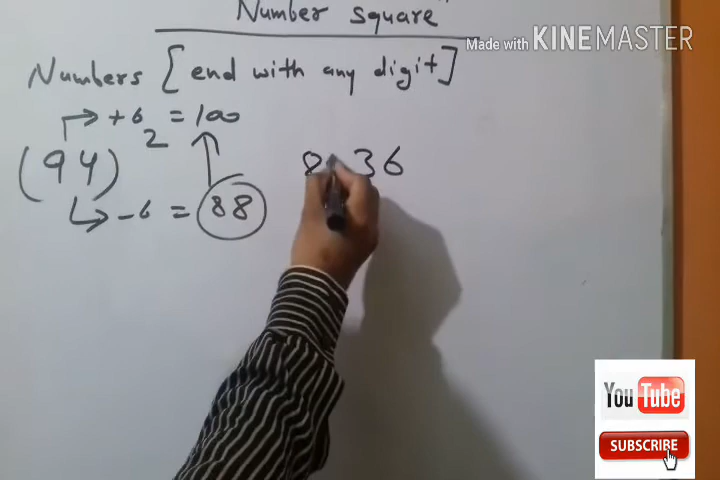 Number square
Made with KINEMASTER
Numbers [end with any digit]
+6 = 100
(94)2
8 36
-6 = 88
You Tube
SUBSCRIBE